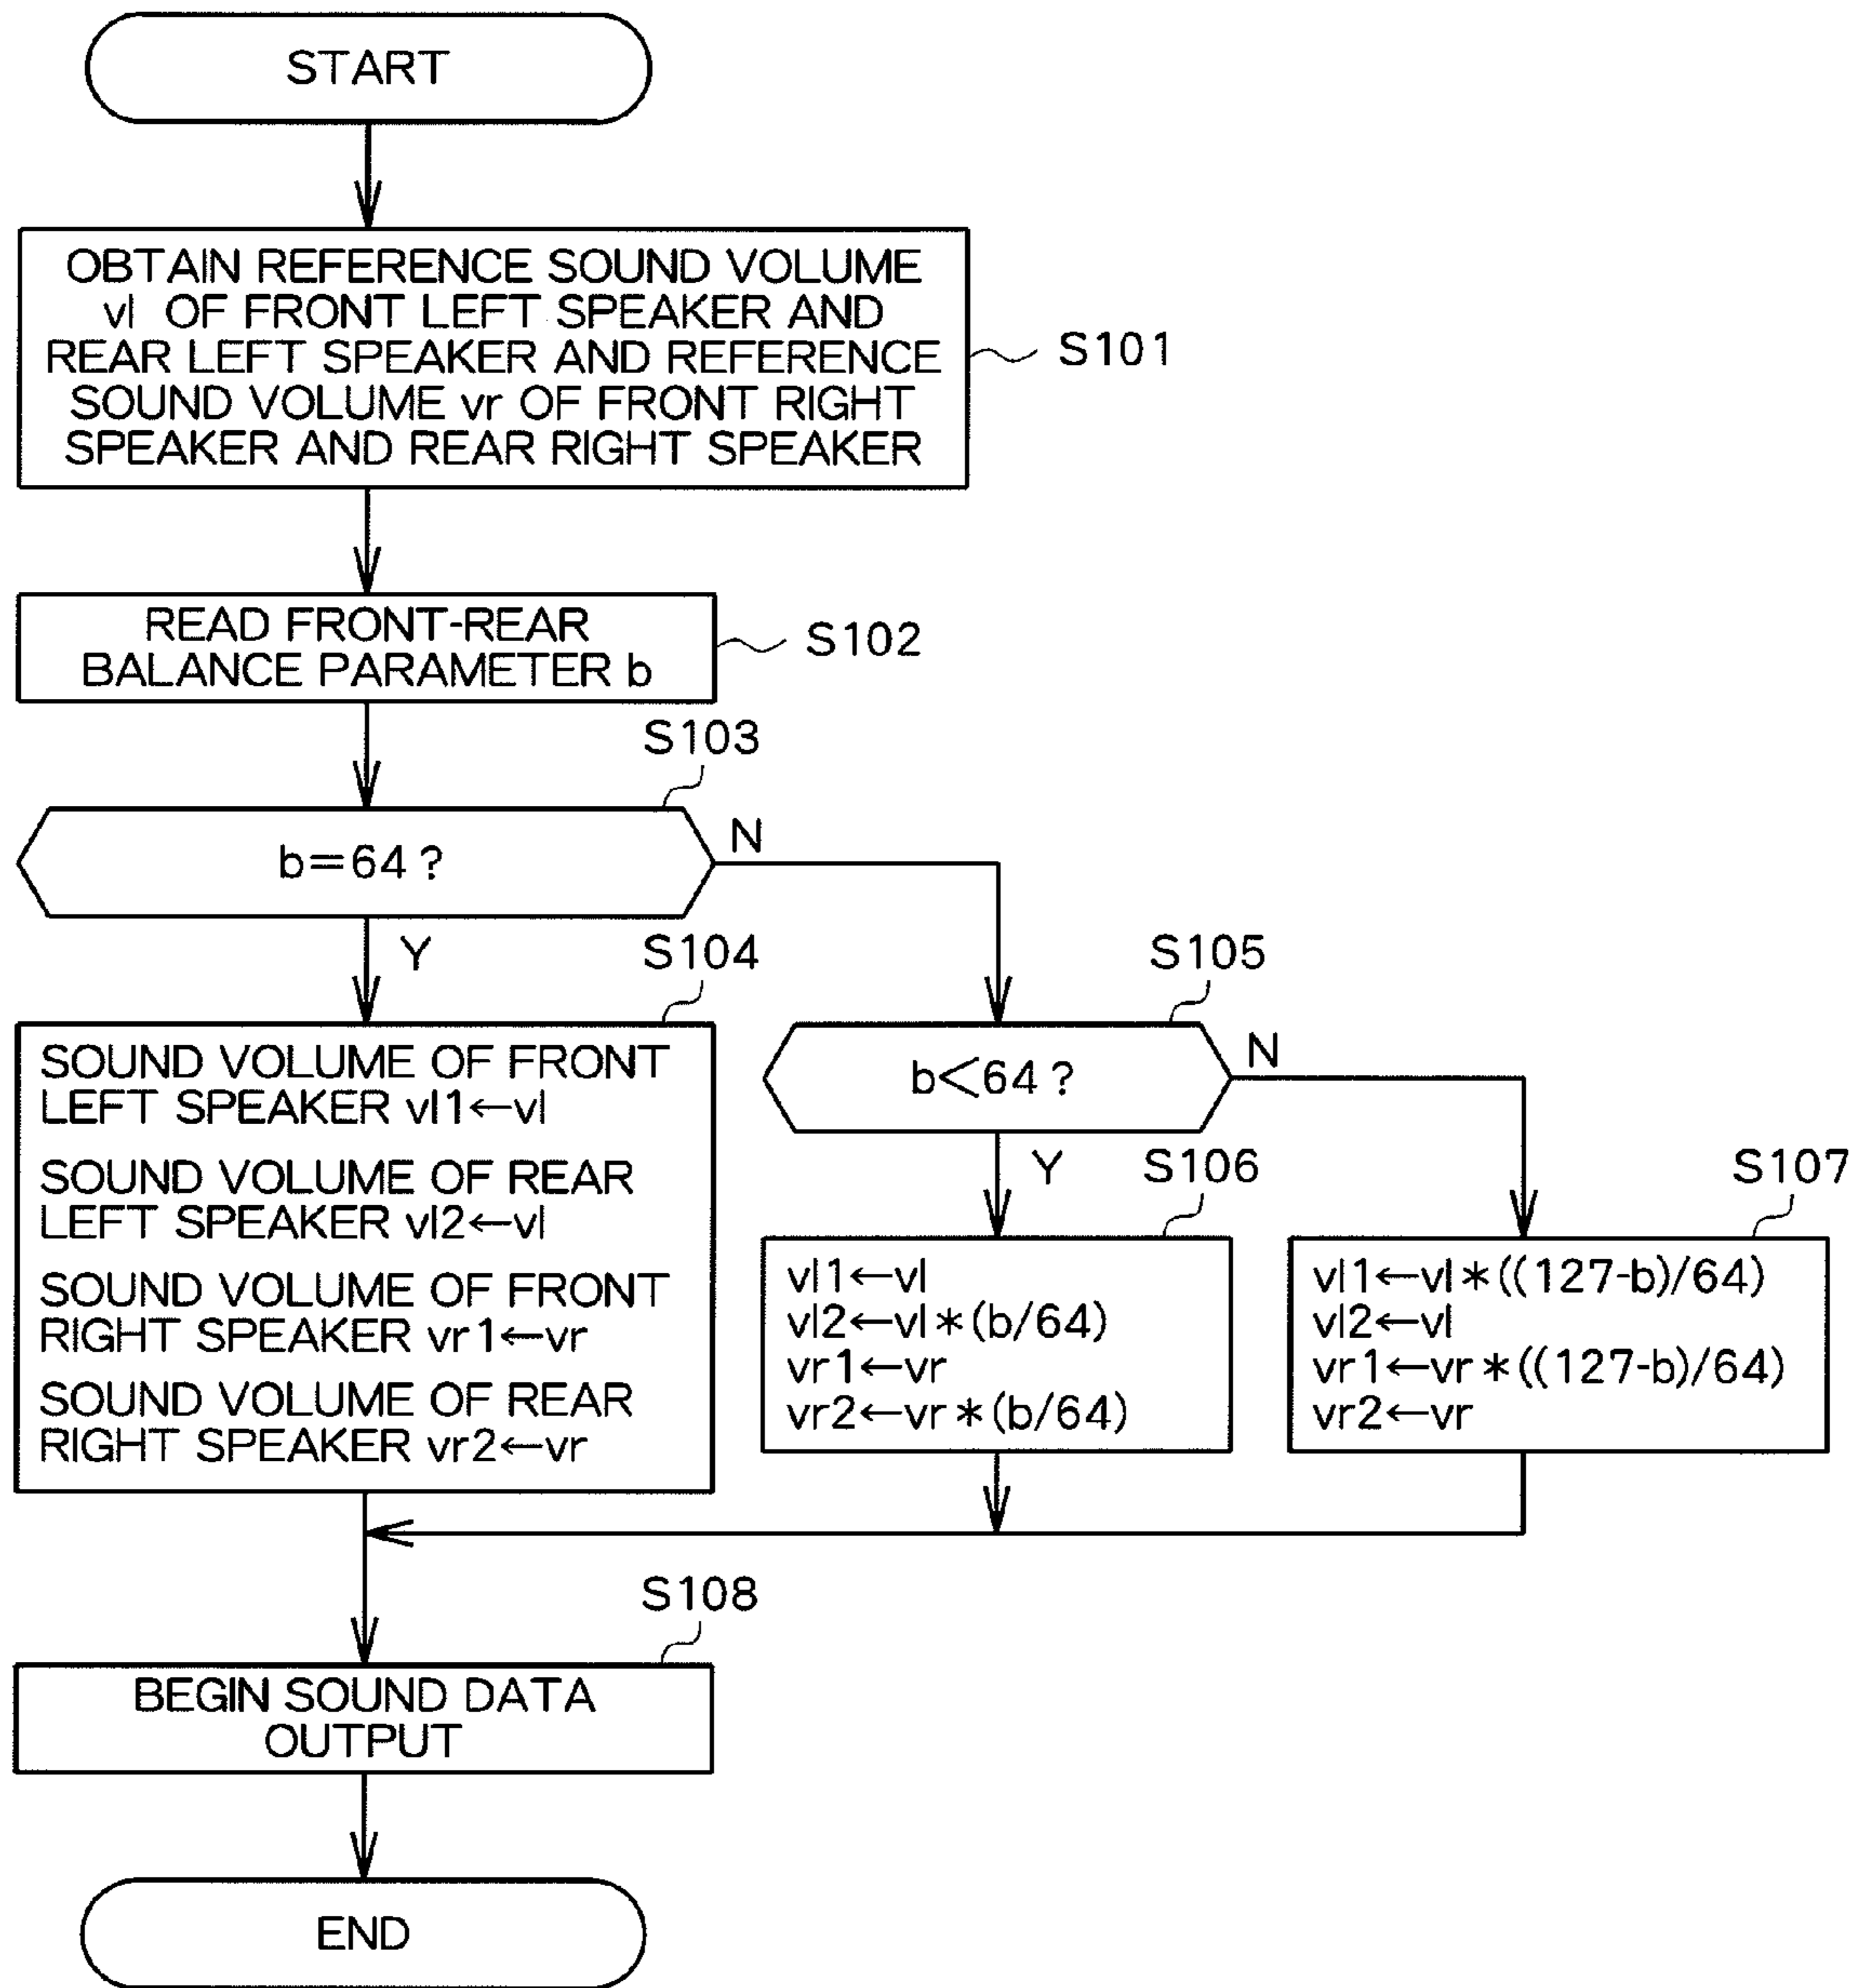 START
OBTAIN REFERENCE SOUND VOLUME
vl OF FRONT LEFT SPEAKER AND
REAR LEFT SPEAKER AND REFERENCE
SOUND VOLUME vr OF FRONT RIGHT
SPEAKER AND REAR RIGHT SPEAKER
S101
READ FRONT-REAR
BALANCE PARAMETER b
S102
S103
b=64?
N
Y
S104
SOUND VOLUME OF FRONT
LEFT SPEAKER vl1←vl
SOUND VOLUME OF REAR
LEFT SPEAKER vl2←vl
SOUND VOLUME OF FRONT
RIGHT SPEAKER vr1←vr
SOUND VOLUME OF REAR
RIGHT SPEAKER vr2←vr
S105
b<64?
N
Y
S106
vl1←vl
vl2←vl*(b/64)
vr1←vr
vr2←vr*(b/64)
S107
vl1←vl*((127-b)/64)
vl2←vl
vr1←vr*((127-b)/64)
vr2←vr
S108
BEGIN SOUND DATA
OUTPUT
END